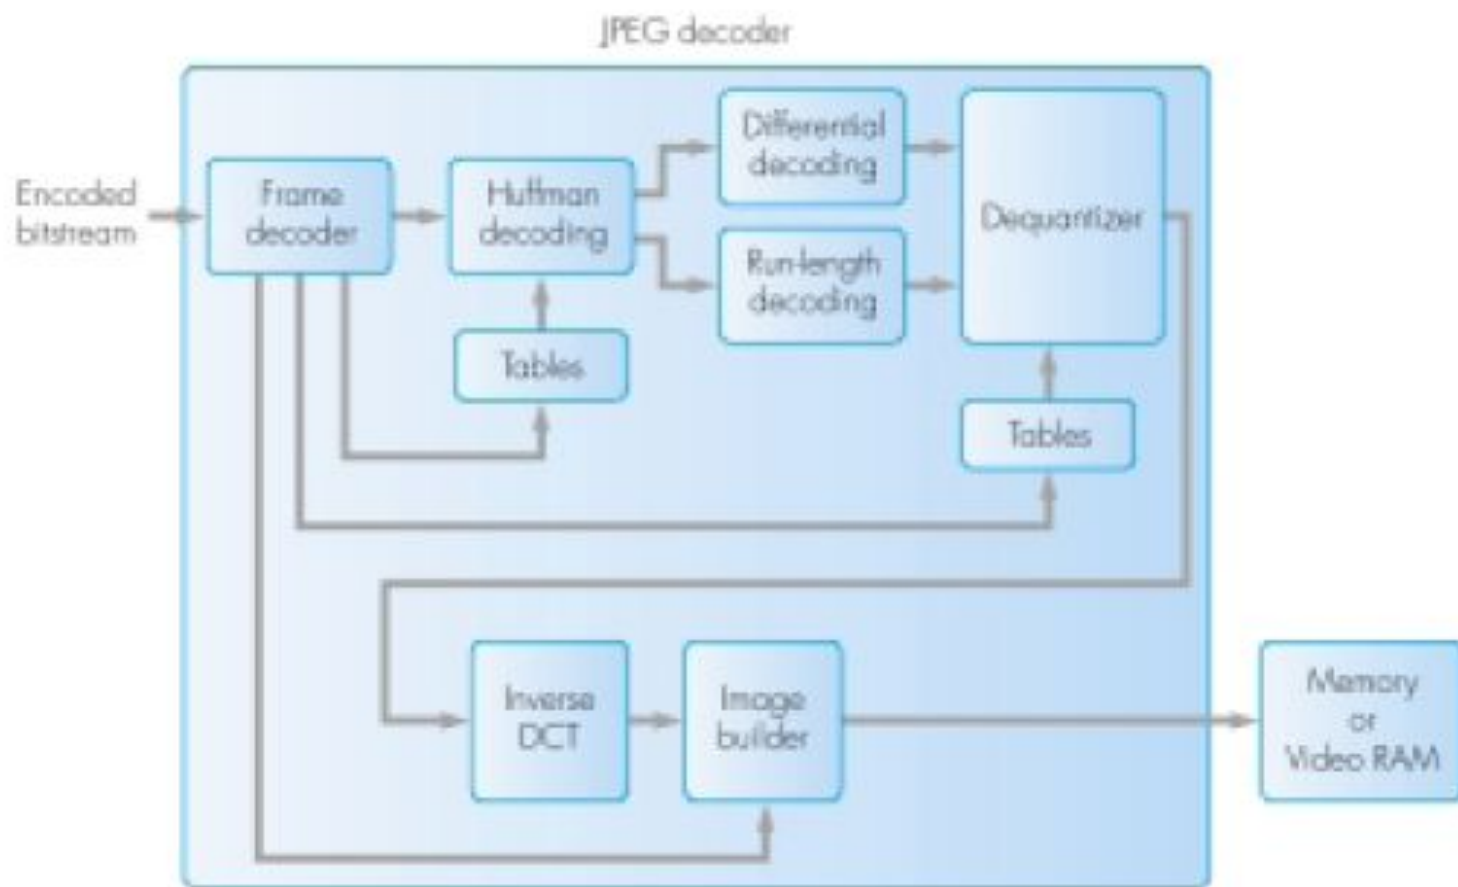 JPEG decoder
Encoded
bitstream
Frame
decoder
Huffman
decoding
Differential
decoding
Run-length
decoding
Dequantizer
Tables
Tables
Inverse
DCT
Image
builder
Memory
or
Video RAM